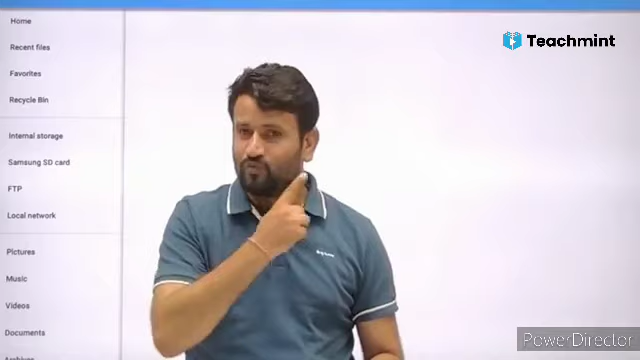 Home
Recent files
Favorites
Recycle Bin
Internal storage
Samsung SD card
FTP
Local network
Pictures
Music
Videos
Documents
Archives
Teachmint
PowerDirector